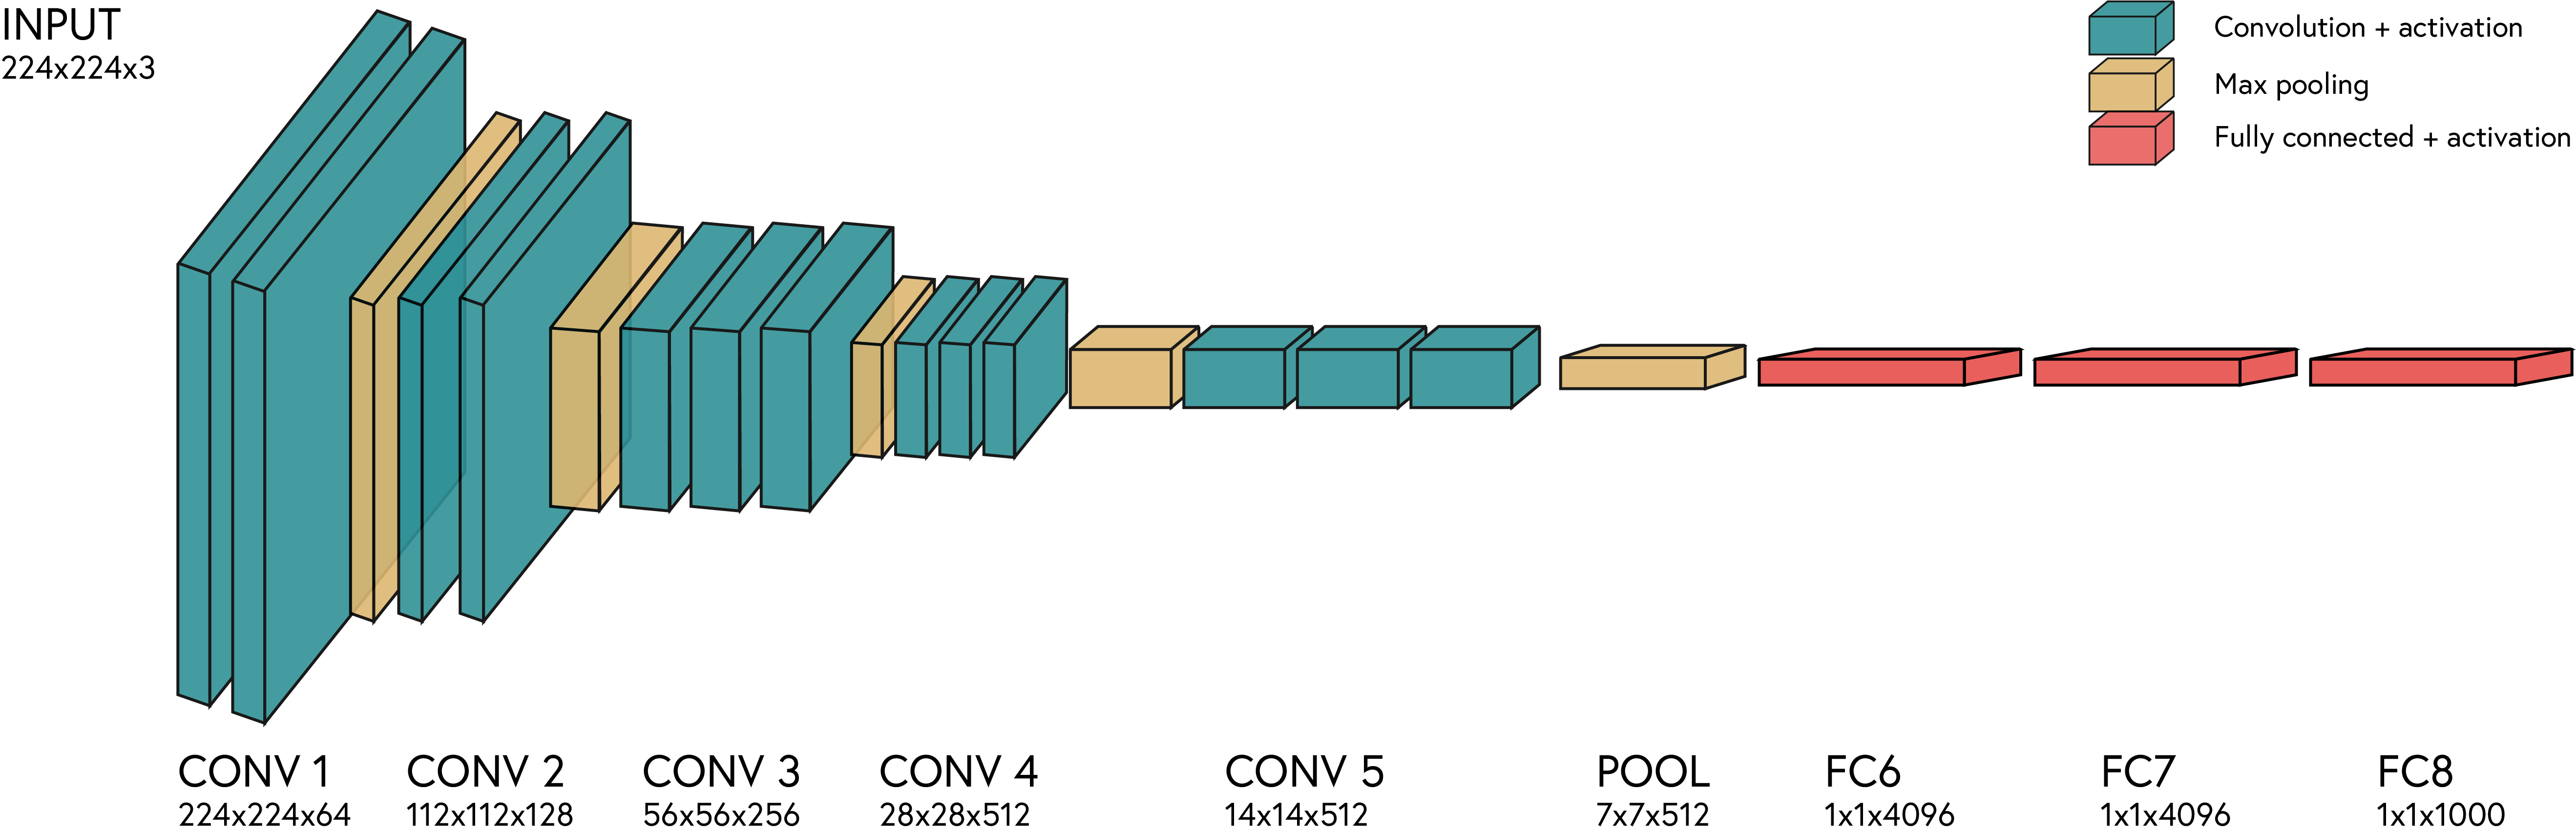 INPUT
224x224x3
Convolution + activation
Max pooling
Fully connected + activation
CONV 1
224x224x64
CONV 2
112x112x128
CONV 3
56x56x256
CONV 4
28x28x512
CONV 5
14x14x512
POOL
7x7x512
FC6
1x1x4096
FC7
1x1x4096
FC8
1x1x1000